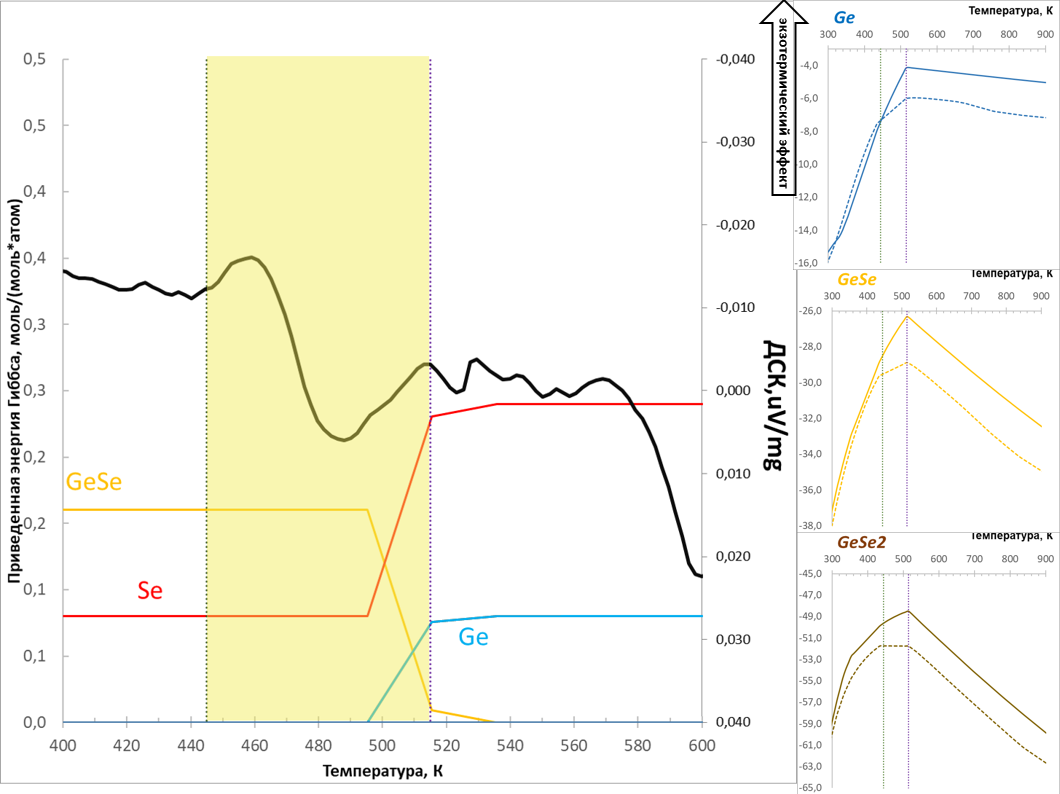 Приведенная энергия Гиббса, моль/(моль*атом)
0,5
0,5
0,4
0,4
0,3
0,3
0,2
0,2
0,1
0,1
0,0
GeSe
Se
Ge
400 420 440 460 480 500 520 540 560 580 600
Температура, К
-0,040
-0,030
-0,020
-0,010
0,000
0,010
0,020
0,030
0,040
ДСК,uV/mg
экзотермический эффект
Ge
Температура, К
300 400 500 600 700 800 900
-4,0
-6,0
-8,0
-10,0
-12,0
-14,0
-16,0
GeSe
Температура, К
300 400 500 600 700 800 900
-26,0
-28,0
-30,0
-32,0
-34,0
-36,0
-38,0
GeSe2
Температура, К
300 400 500 600 700 800 900
-45,0
-47,0
-49,0
-51,0
-53,0
-55,0
-57,0
-59,0
-61,0
-63,0
-65,0